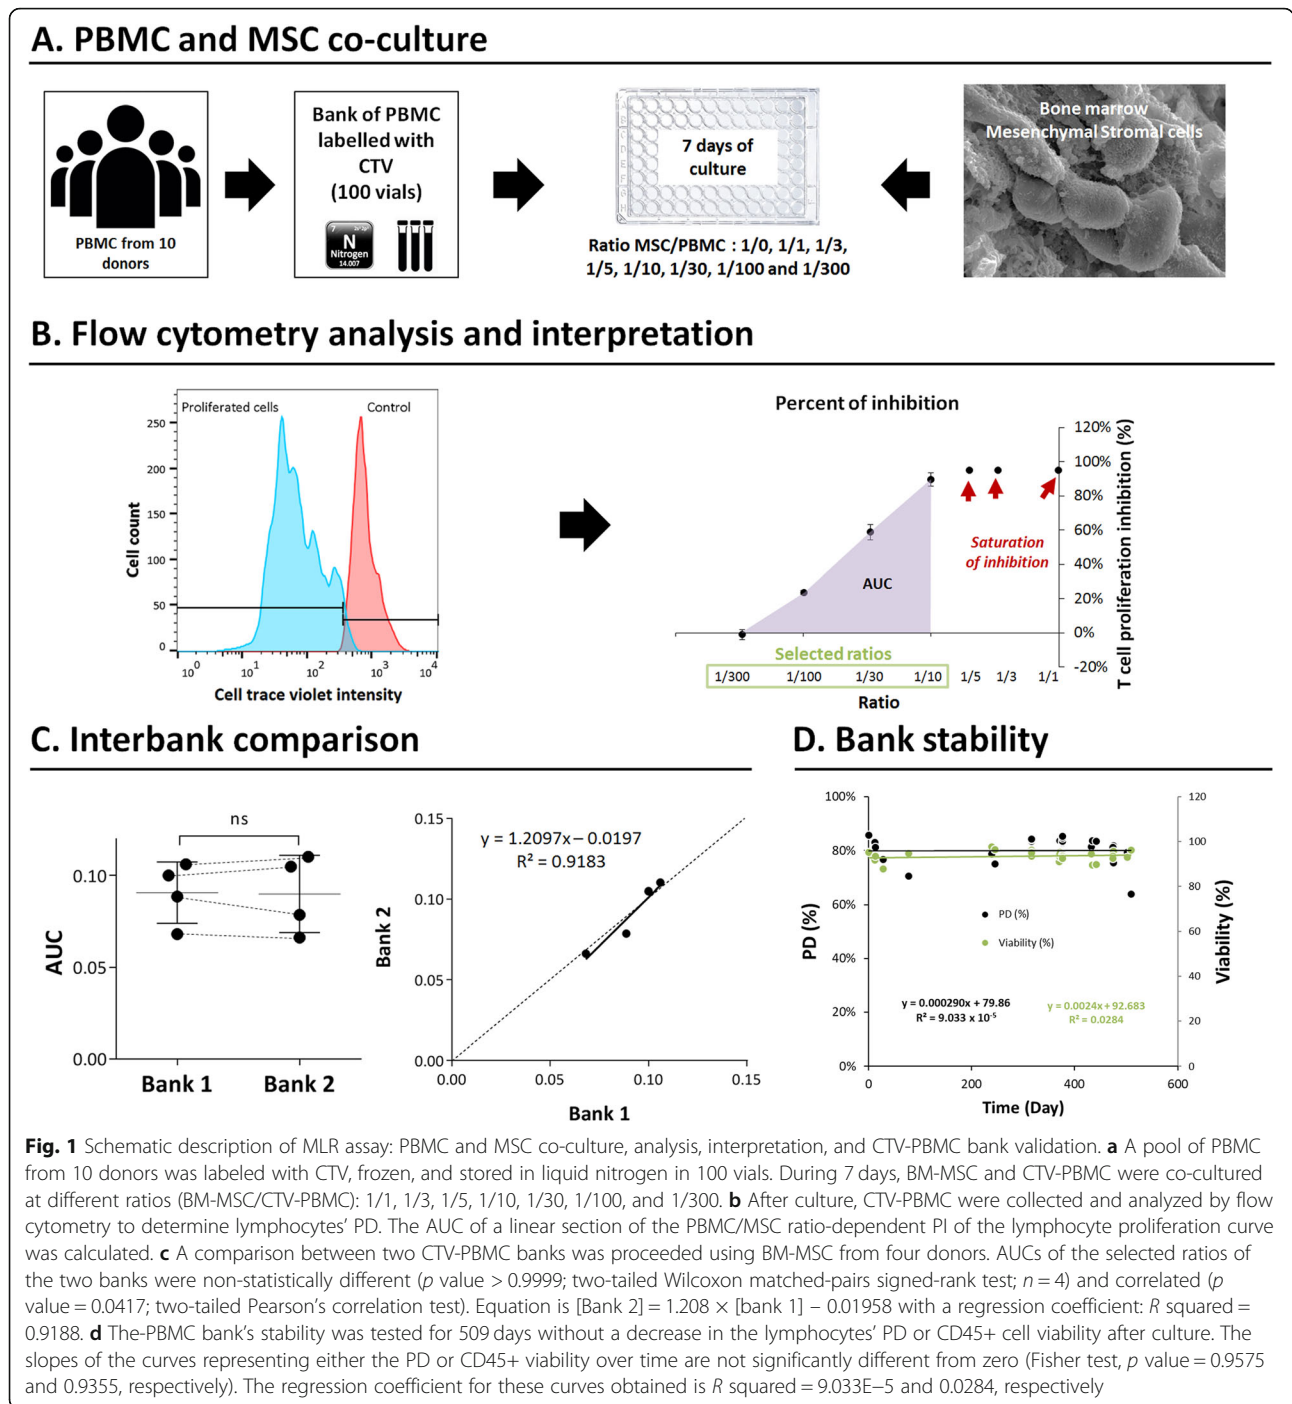 A. PBMC and MSC co-culture
PBMC from 10
donors
Bank of PBMC
labelled with
CTV
(100 vials)
7 2s²2p³
N
Nitrogen
14.007
7 days of
culture
Ratio MSC/PBMC : 1/0, 1/1, 1/3,
1/5, 1/10, 1/30, 1/100 and 1/300
Bone marrow
Mesenchymal Stromal cells
B. Flow cytometry analysis and interpretation
Proliferated cells
Control
250
200
150
100
50
0
Cell count
10⁰ 10¹ 10² 10³ 10⁴
Cell trace violet intensity
Percent of inhibition
120%
100%
80%
60%
40%
20%
0%
-20%
T cell proliferation inhibition (%)
Saturation
of inhibition
AUC
Selected ratios
1/300 1/100 1/30 1/10 1/5 1/3 1/1
Ratio
C. Interbank comparison
ns
0.10
0.05
0.00
AUC
Bank 1 Bank 2
0.15
0.10
0.05
0.00
Bank 2
y = 1.2097x – 0.0197
R² = 0.9183
0.00 0.05 0.10 0.15
Bank 1
D. Bank stability
100%
80%
60%
40%
20%
0%
PD (%)
120
100
80
60
40
20
0
Viability (%)
PD (%)
Viability (%)
y = 0.000290x + 79.86
R² = 9.033 x 10⁻⁵
y = 0.0024x + 92.683
R² = 0.0284
0 200 400 600
Time (Day)
Fig. 1 Schematic description of MLR assay: PBMC and MSC co-culture, analysis, interpretation, and CTV-PBMC bank validation. a A pool of PBMC
from 10 donors was labeled with CTV, frozen, and stored in liquid nitrogen in 100 vials. During 7 days, BM-MSC and CTV-PBMC were co-cultured
at different ratios (BM-MSC/CTV-PBMC): 1/1, 1/3, 1/5, 1/10, 1/30, 1/100, and 1/300. b After culture, CTV-PBMC were collected and analyzed by flow
cytometry to determine lymphocytes' PD. The AUC of a linear section of the PBMC/MSC ratio-dependent PI of the lymphocyte proliferation curve
was calculated. c A comparison between two CTV-PBMC banks was proceeded using BM-MSC from four donors. AUCs of the selected ratios of
the two banks were non-statistically different (p value > 0.9999; two-tailed Wilcoxon matched-pairs signed-rank test; n = 4) and correlated (p
value = 0.0417; two-tailed Pearson's correlation test). Equation is [Bank 2] = 1.208 × [bank 1] – 0.01958 with a regression coefficient: R squared =
0.9188. d The-PBMC bank's stability was tested for 509 days without a decrease in the lymphocytes' PD or CD45+ cell viability after culture. The
slopes of the curves representing either the PD or CD45+ viability over time are not significantly different from zero (Fisher test, p value = 0.9575
and 0.9355, respectively). The regression coefficient for these curves obtained is R squared = 9.033E−5 and 0.0284, respectively